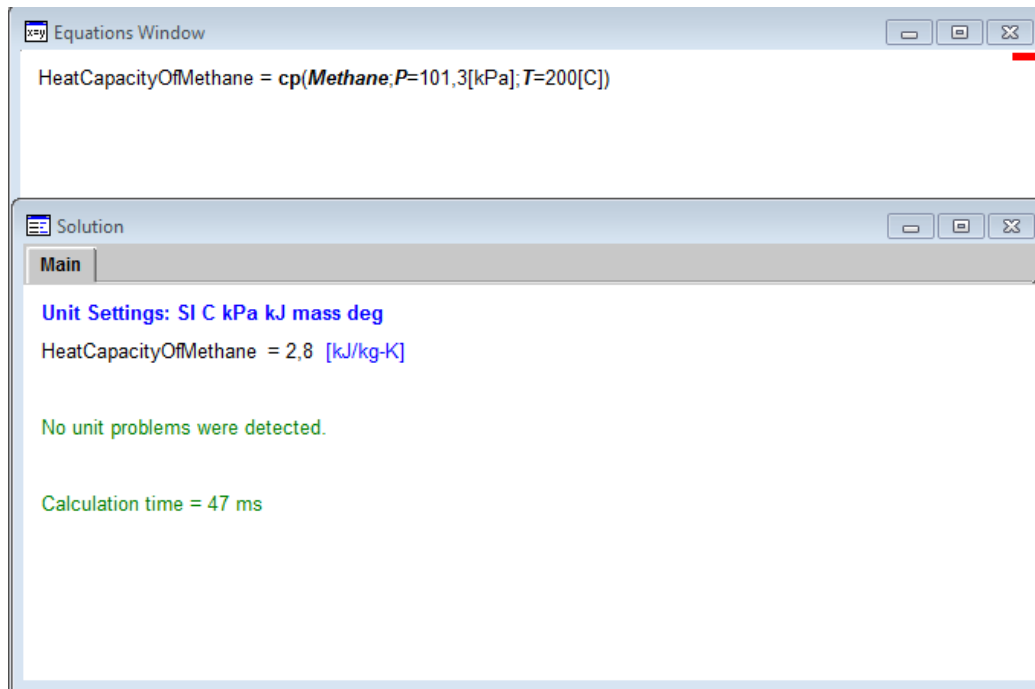 x=y Equations Window
HeatCapacityOfMethane = cp(Methane;P=101,3[kPa];T=200[C])
Solution
Main
Unit Settings: SI C kPa kJ mass deg
HeatCapacityOfMethane = 2,8 [kJ/kg-K]
No unit problems were detected.
Calculation time = 47 ms